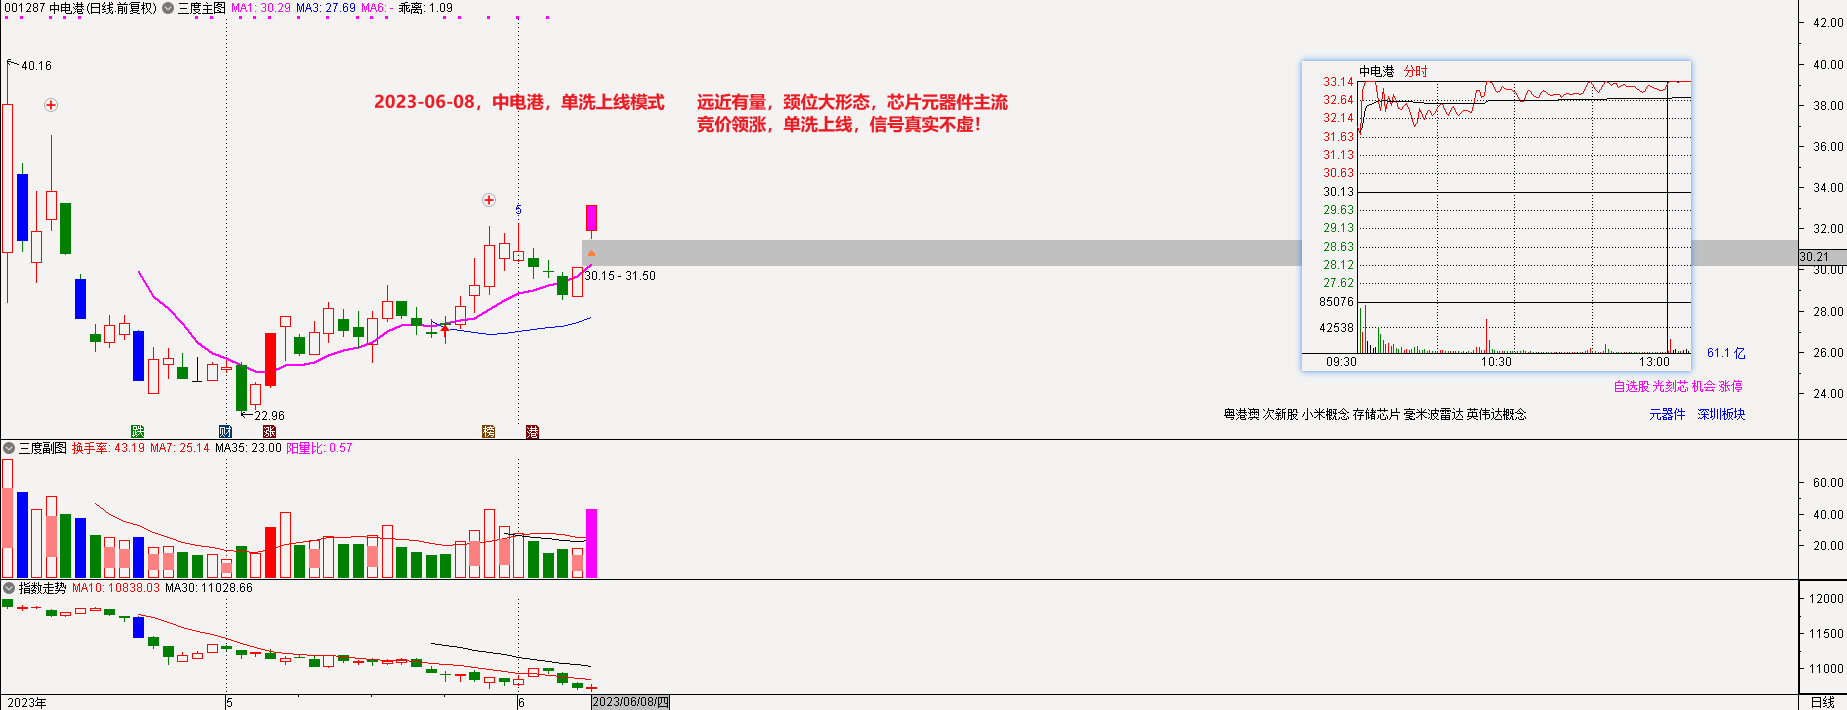 001287 中电港(日线.前复权) 三度主图 MA1: 30.29 MA3: 27.69 MA6: - 乖离: 1.09
42.00
40.00
38.00
36.00
34.00
32.00
30.21
30.00
28.00
26.00
24.00
40.16
2023-06-08，中电港，单洗上线模式 远近有量，颈位大形态，芯片元器件主流
竞价领涨，单洗上线，信号真实不虚！
5
30.15 - 31.50
22.96
中电港 分时
33.14
32.64
32.14
31.63
31.13
30.63
30.13
29.63
29.13
28.63
28.12
27.62
85076
42538
09:30 10:30 13:00
61.1 亿
自选股 光刻芯 机会 涨停
粤港澳 次新股 小米概念 存储芯片 毫米波雷达 英伟达概念 元器件 深圳板块
跌 财 涨 榜 港
三度副图 换手率: 43.19 MA7: 25.14 MA35: 23.00 阳量比: 0.57
60.00
40.00
20.00
指数走势 MA10: 10838.03 MA30: 11028.66
12000
11500
11000
2023年 5 6 2023/06/08/四 日线